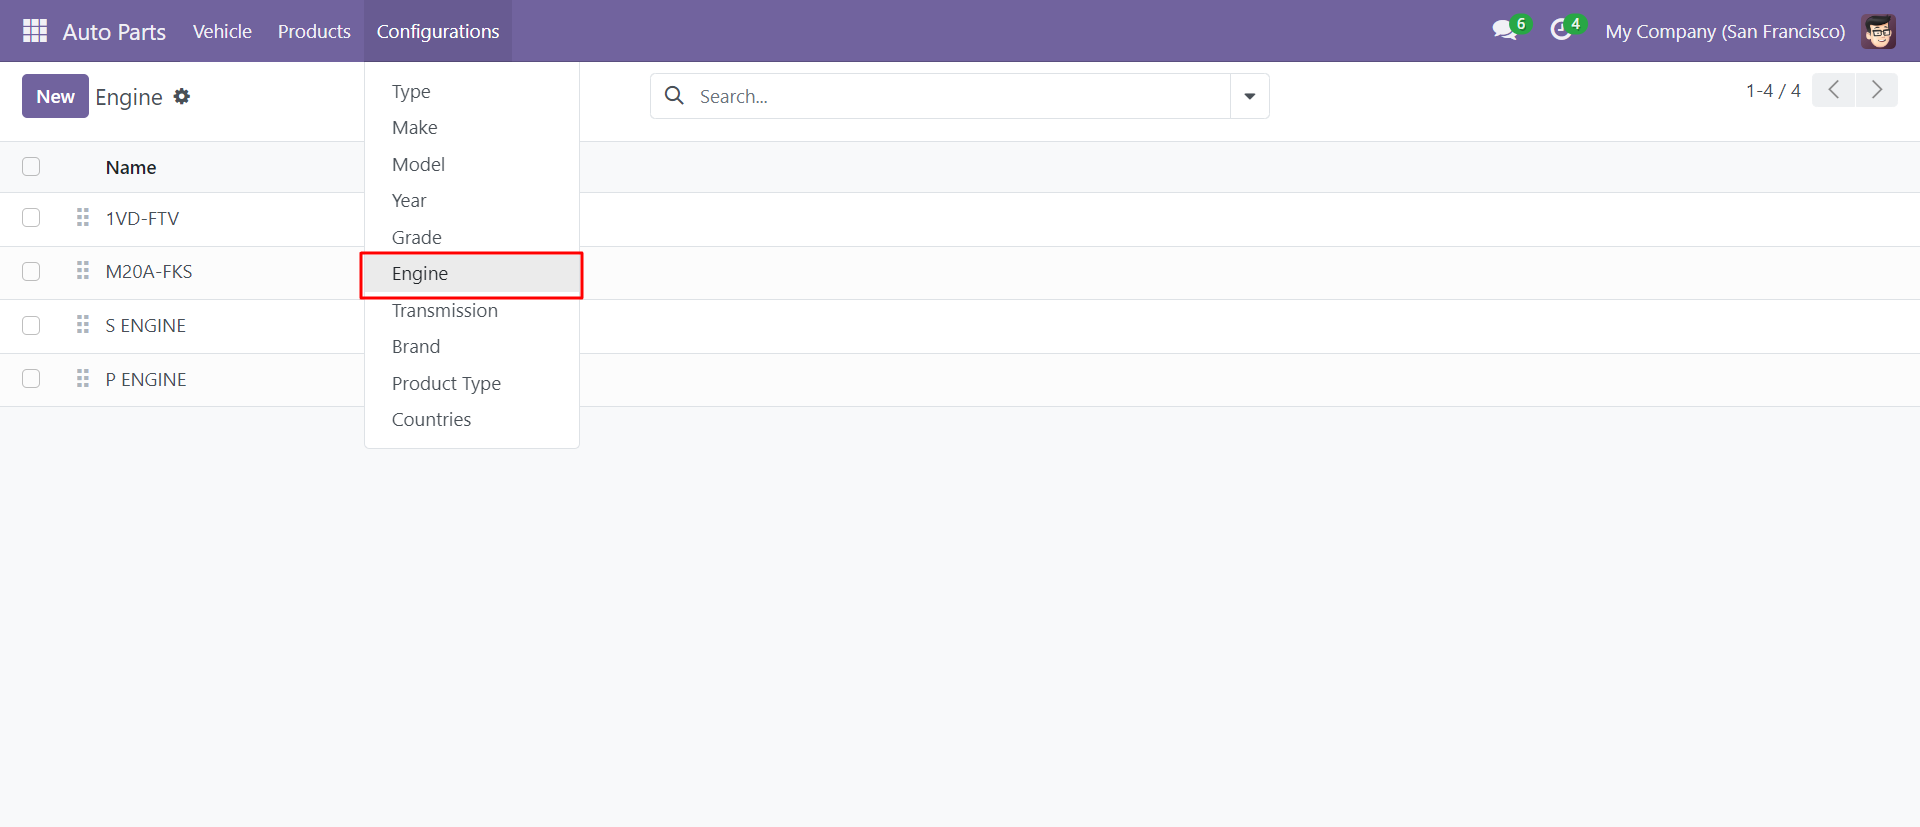 Auto Parts Vehicle Products Configurations 6 4 My Company (San Francisco)
New Engine Search... 1-4 / 4
Type
Make
Model
Year
Grade
Engine
Transmission
Brand
Product Type
Countries
Name
1VD-FTV
M20A-FKS
S ENGINE
P ENGINE